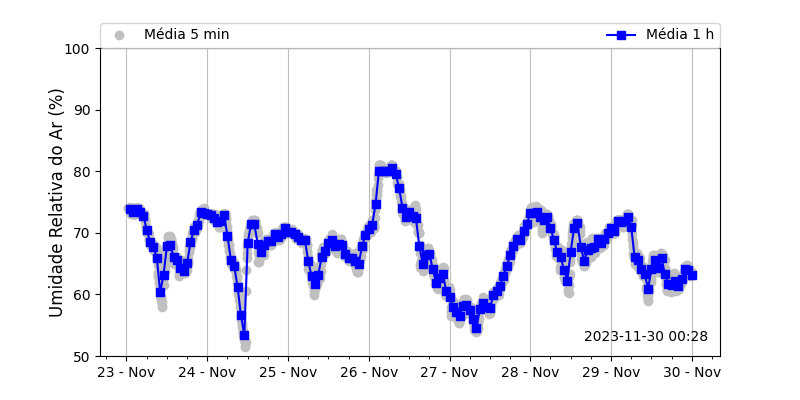 Média 5 min
Média 1 h
Umidade Relativa do Ar (%)
100
90
80
70
60
50
2023-11-30 00:28
23 - Nov
24 - Nov
25 - Nov
26 - Nov
27 - Nov
28 - Nov
29 - Nov
30 - Nov